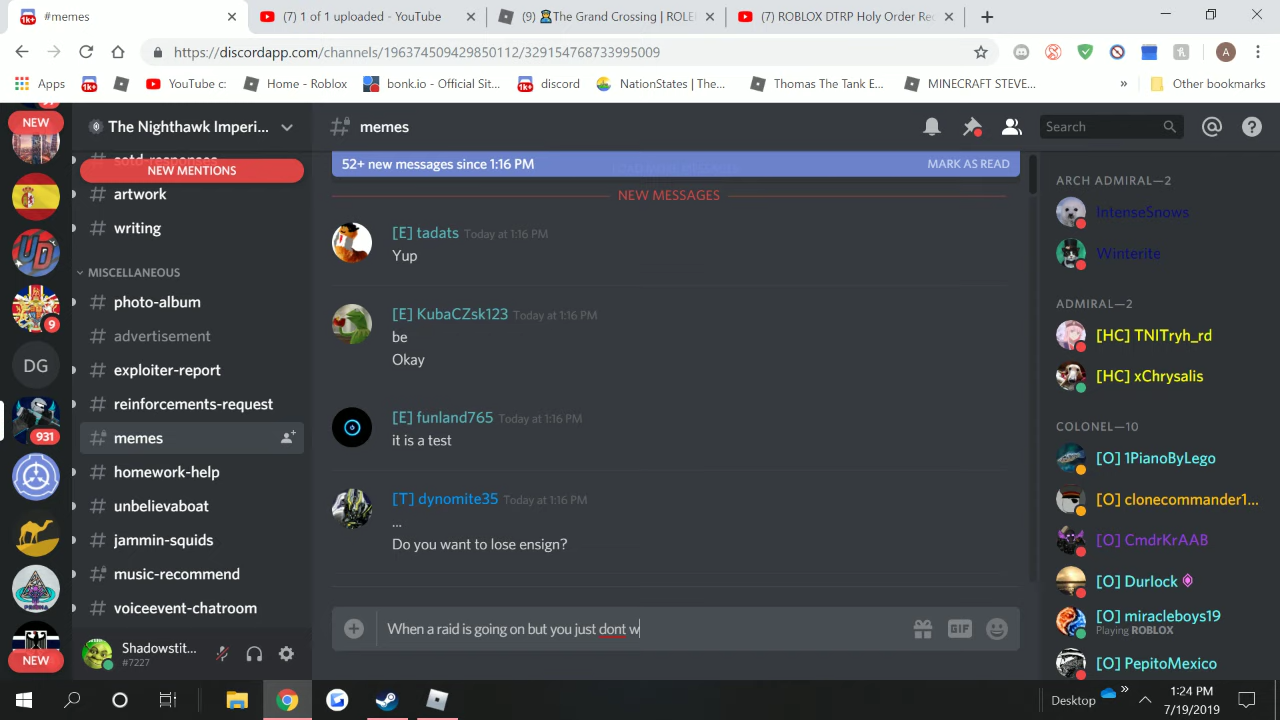 #memes
(7) 1 of 1 uploaded - YouTube
(9) The Grand Crossing | ROLE
(7) ROBLOX DTRP Holy Order Re
https://discordapp.com/channels/196374509429850112/329154768733995009
Apps
YouTube c:
Home - Roblox
bonk.io - Official Sit...
discord
NationStates | The...
Thomas The Tank E...
MINECRAFT STEVE...
»
Other bookmarks
NEW
The Nighthawk Imperi...
memes
Search
sotd-responses
NEW MENTIONS
artwork
writing
MISCELLANEOUS
photo-album
advertisement
exploiter-report
reinforcements-request
memes
homework-help
unbelievaboat
jammin-squids
music-recommend
voiceevent-chatroom
UD
9
DG
931
NEW
Shadowstit...
#7227
52+ new messages since 1:16 PM
MARK AS READ
NEW MESSAGES
[E] tadats Today at 1:16 PM
Yup
[E] KubaCZsk123 Today at 1:16 PM
be
Okay
[E] funland765 Today at 1:16 PM
it is a test
[T] dynomite35 Today at 1:16 PM
...
Do you want to lose ensign?
When a raid is going on but you just dont w
GIF
ARCH ADMIRAL—2
IntenseSnows
Winterite
ADMIRAL—2
[HC] TNITryh_rd
[HC] xChrysalis
COLONEL—10
[O] 1PianoByLego
[O] clonecommander1...
[O] CmdrKrAAB
[O] Durlock
[O] miracleboys19
Playing ROBLOX
[O] PepitoMexico
Desktop
»
1:24 PM
7/19/2019